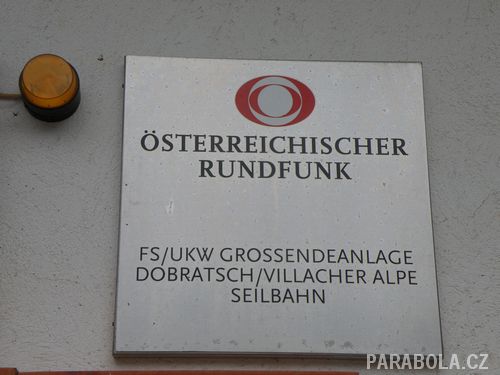 ÖSTERREICHISCHER
RUNDFUNK
FS/UKW GROSSENDEANLAGE
DOBRATSCH/VILLACHER ALPE
SEILBAHN
PARABOLA.CZ